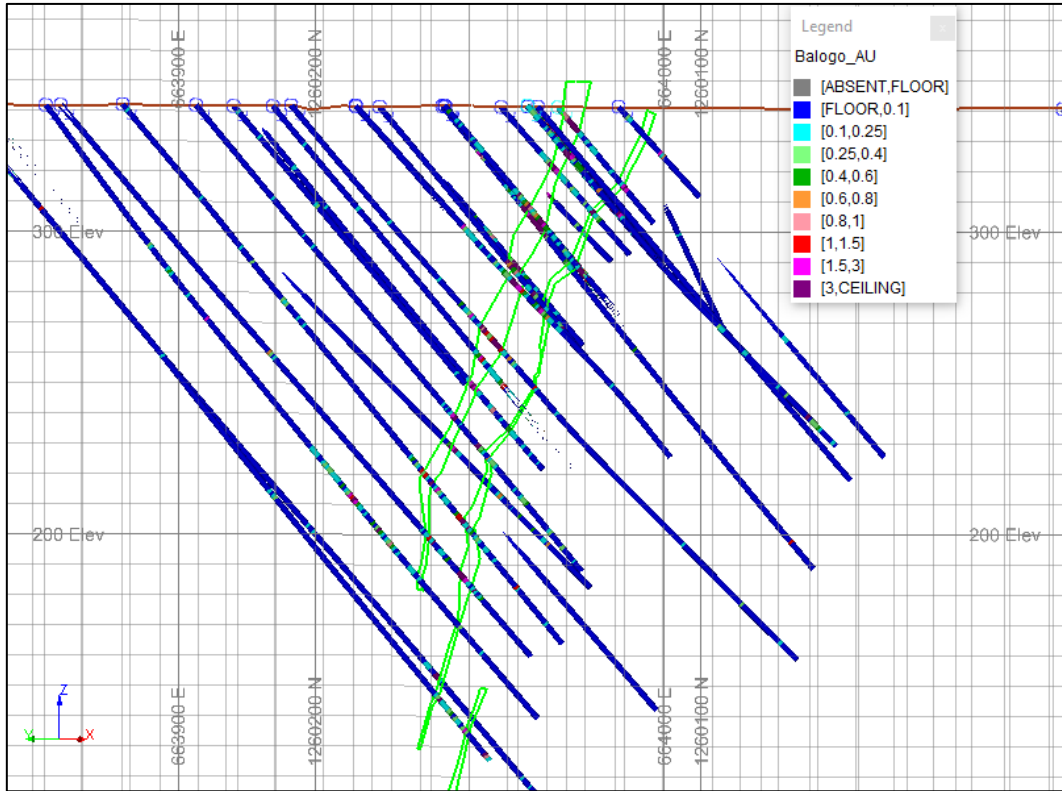 663900 E
1260200 N
664000 E
1260100 N
Legend
x
Balogo_AU
[ABSENT,FLOOR]
[FLOOR,0.1]
[0.1,0.25]
[0.25,0.4]
[0.4,0.6]
[0.6,0.8]
[0.8,1]
[1,1.5]
[1.5,3]
[3,CEILING]
300 Elev
300 Elev
200 Elev
200 Elev
Z
Y
X
663900 E
1260200 N
664000 E
1260100 N